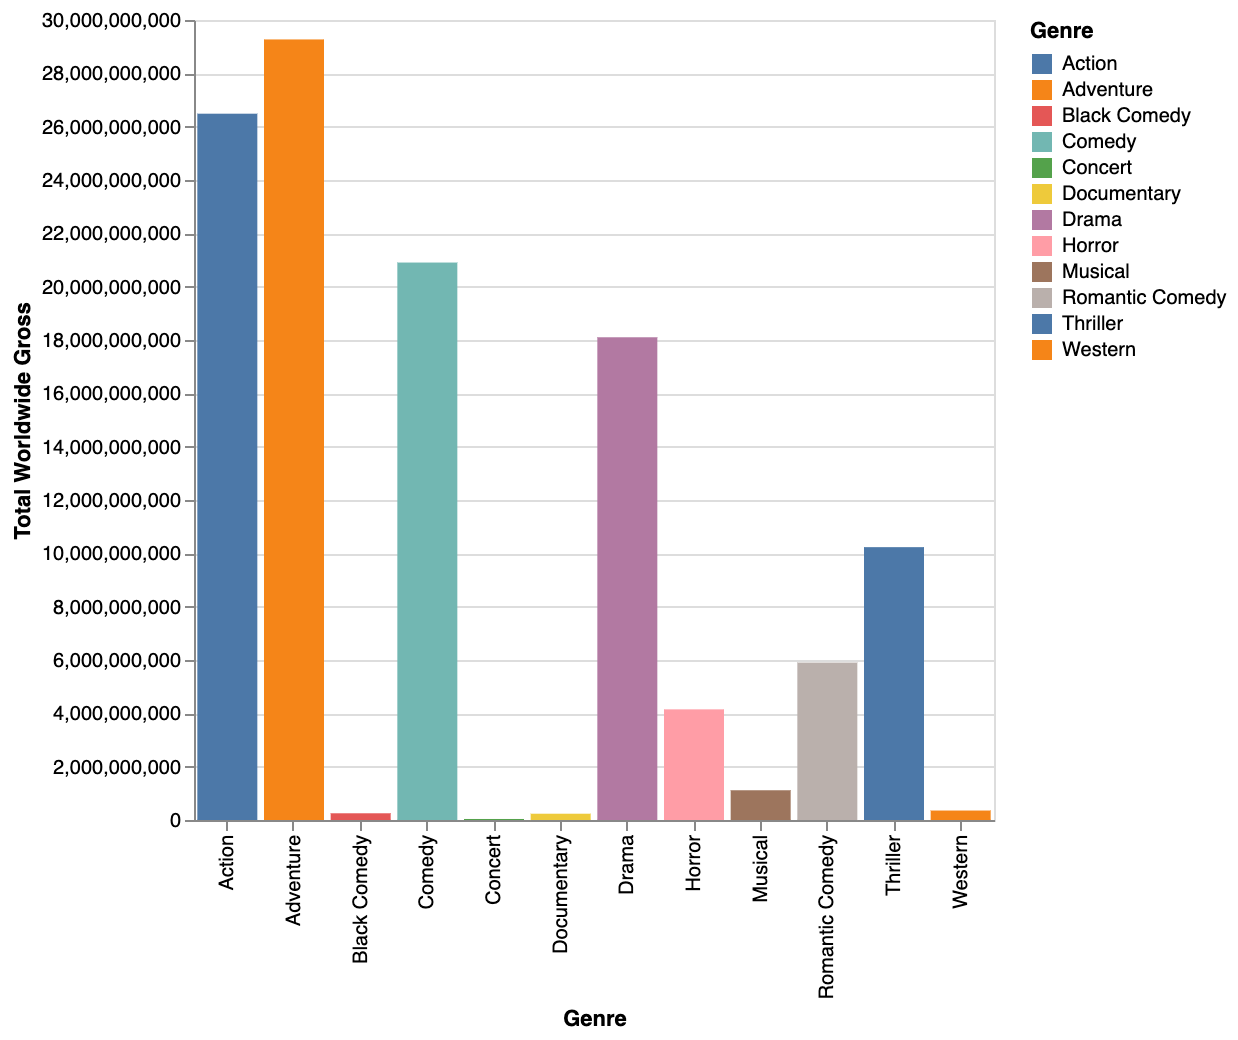 30,000,000,000
28,000,000,000
26,000,000,000
24,000,000,000
22,000,000,000
20,000,000,000
18,000,000,000
16,000,000,000
14,000,000,000
12,000,000,000
10,000,000,000
8,000,000,000
6,000,000,000
4,000,000,000
2,000,000,000
0
Total Worldwide Gross
Action
Adventure
Black Comedy
Comedy
Concert
Documentary
Drama
Horror
Musical
Romantic Comedy
Thriller
Western
Genre
Genre
Action
Adventure
Black Comedy
Comedy
Concert
Documentary
Drama
Horror
Musical
Romantic Comedy
Thriller
Western